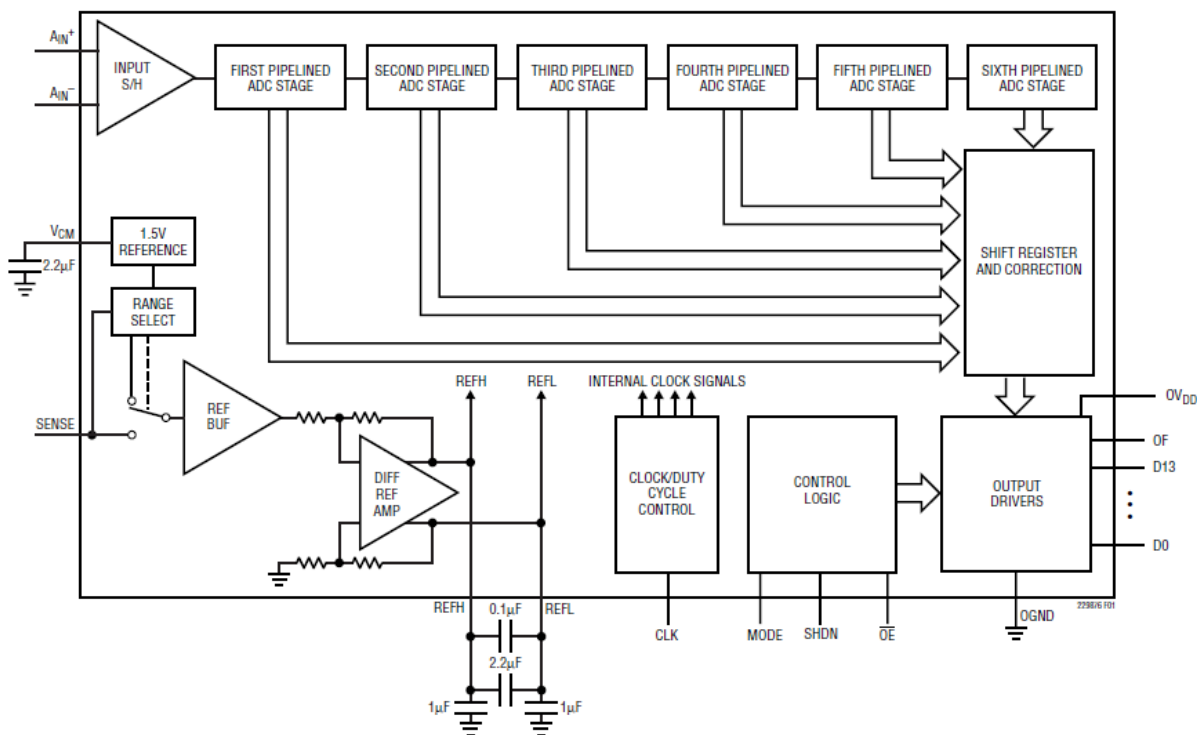 AIN+
INPUT
S/H
AIN−
FIRST PIPELINED
ADC STAGE
SECOND PIPELINED
ADC STAGE
THIRD PIPELINED
ADC STAGE
FOURTH PIPELINED
ADC STAGE
FIFTH PIPELINED
ADC STAGE
SIXTH PIPELINED
ADC STAGE
VCM
2.2μF
1.5V
REFERENCE
RANGE
SELECT
SHIFT REGISTER
AND CORRECTION
SENSE
REF
BUF
DIFF
REF
AMP
REFH
REFL
INTERNAL CLOCK SIGNALS
CLOCK/DUTY
CYCLE
CONTROL
CONTROL
LOGIC
OUTPUT
DRIVERS
OVDD
OF
D13
D0
REFH
0.1μF
REFL
2.2μF
1μF
1μF
CLK
MODE
SHDN
OE
OGND
229876 F01